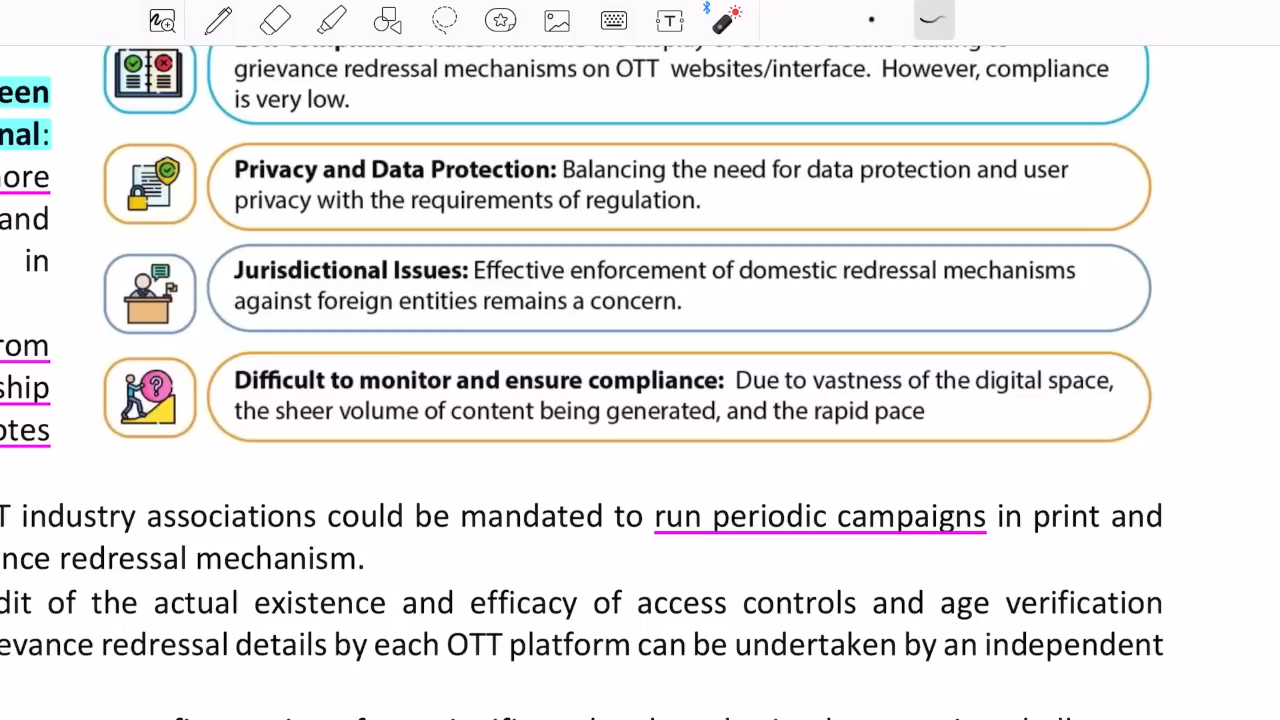 grievance redressal mechanisms on OTT websites/interface. However, compliance
is very low.
Privacy and Data Protection: Balancing the need for data protection and user
privacy with the requirements of regulation.
Jurisdictional Issues: Effective enforcement of domestic redressal mechanisms
against foreign entities remains a concern.
Difficult to monitor and ensure compliance: Due to vastness of the digital space,
the sheer volume of content being generated, and the rapid pace
een
nal:
ore
and
in
rom
ship
otes
T industry associations could be mandated to run periodic campaigns in print and
nce redressal mechanism.
dit of the actual existence and efficacy of access controls and age verification
evance redressal details by each OTT platform can be undertaken by an independent